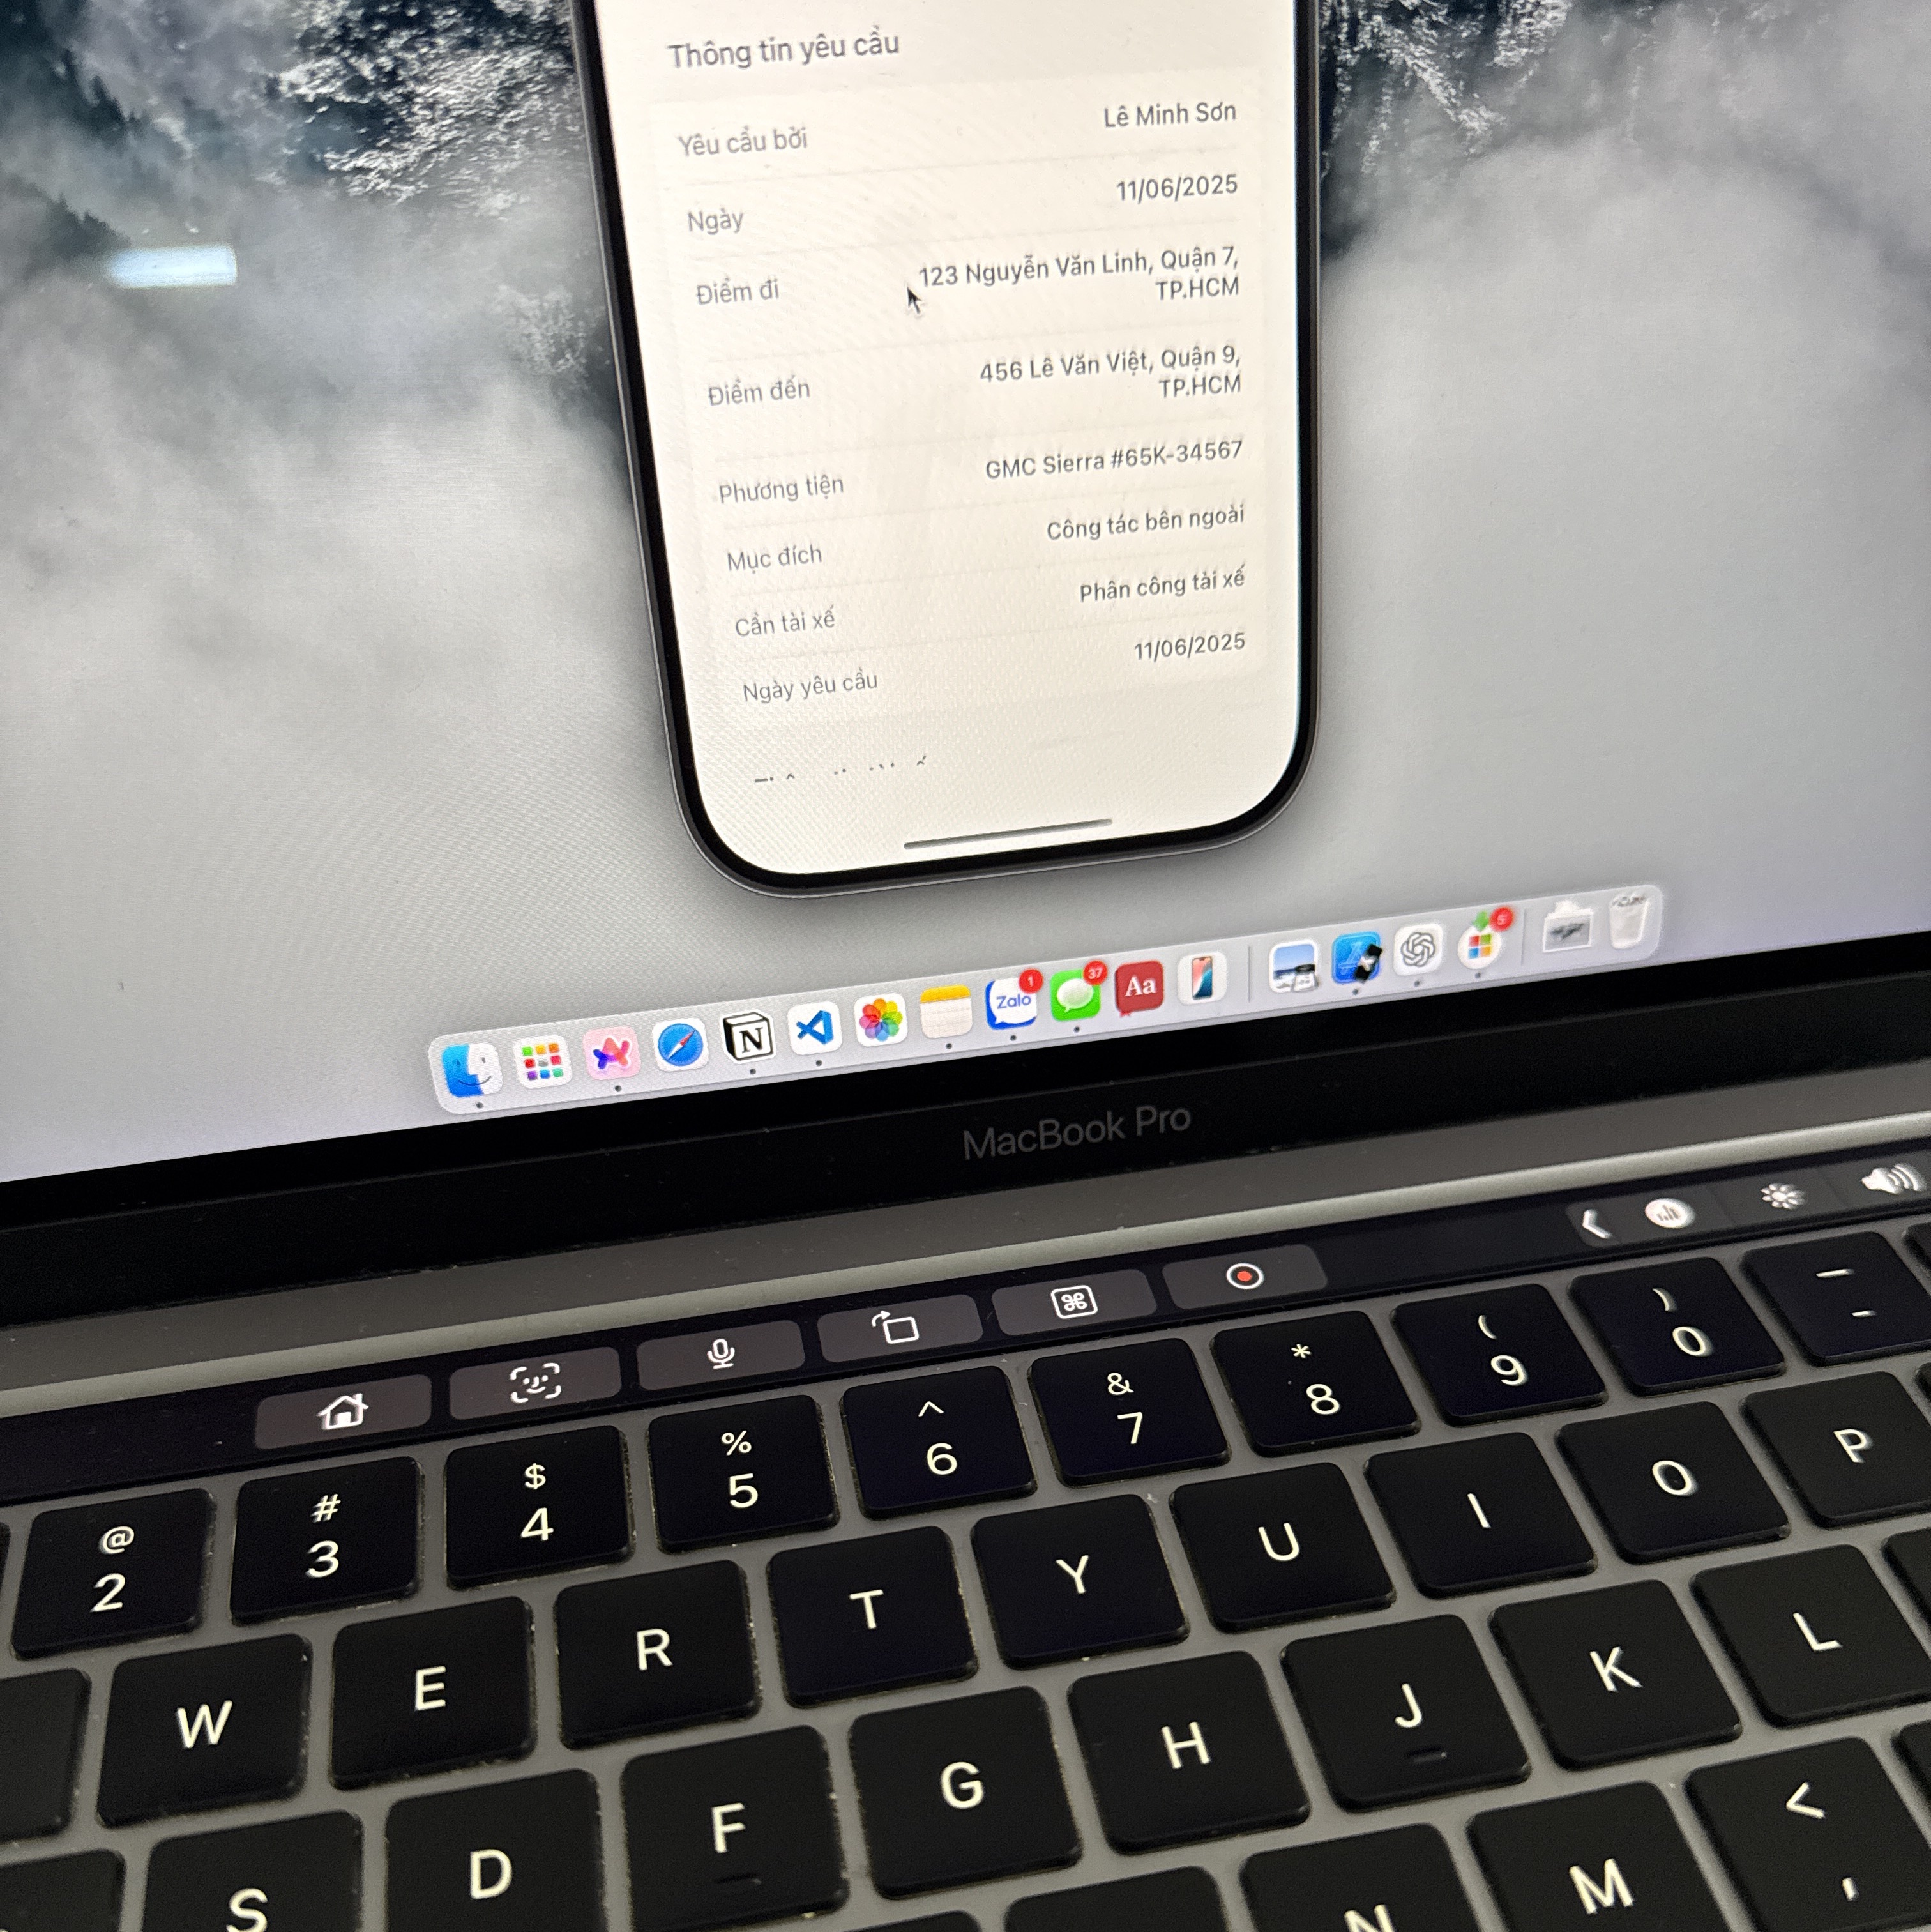 Thông tin yêu cầu
Yêu cầu bởi
Lê Minh Sơn
Ngày
11/06/2025
Điểm đi
123 Nguyễn Văn Linh, Quận 7,
TP.HCM
Điểm đến
456 Lê Văn Việt, Quận 9,
TP.HCM
Phương tiện
GMC Sierra #65K-34567
Mục đích
Công tác bên ngoài
Cần tài xế
Phân công tài xế
Ngày yêu cầu
11/06/2025
N
Zalo
1
37
Aa
5
MacBook Pro
@ # $ % ^ & * ( ) _
2 3 4 5 6 7 8 9 0 -
W E R T Y U I O P
S D F G H J K L
N M < ,